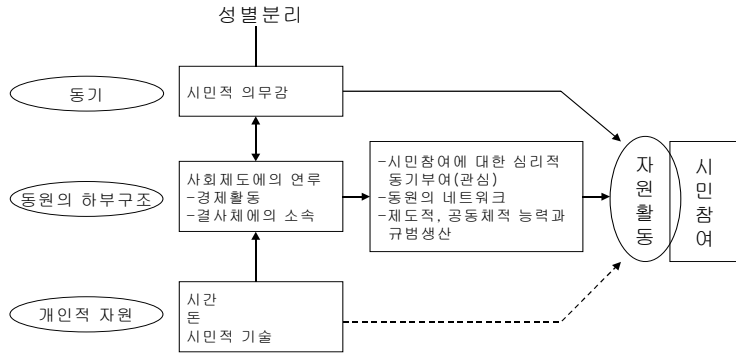 성별분리
동기
시민적 의무감
동원의 하부구조
사회제도에의 연루
-경제활동
-결사체에의 소속
-시민참여에 대한 심리적
동기부여(관심)
-동원의 네트워크
-제도적, 공동체적 능력과
규범생산
자원활동
시민참여
개인적 자원
시간
돈
시민적 기술